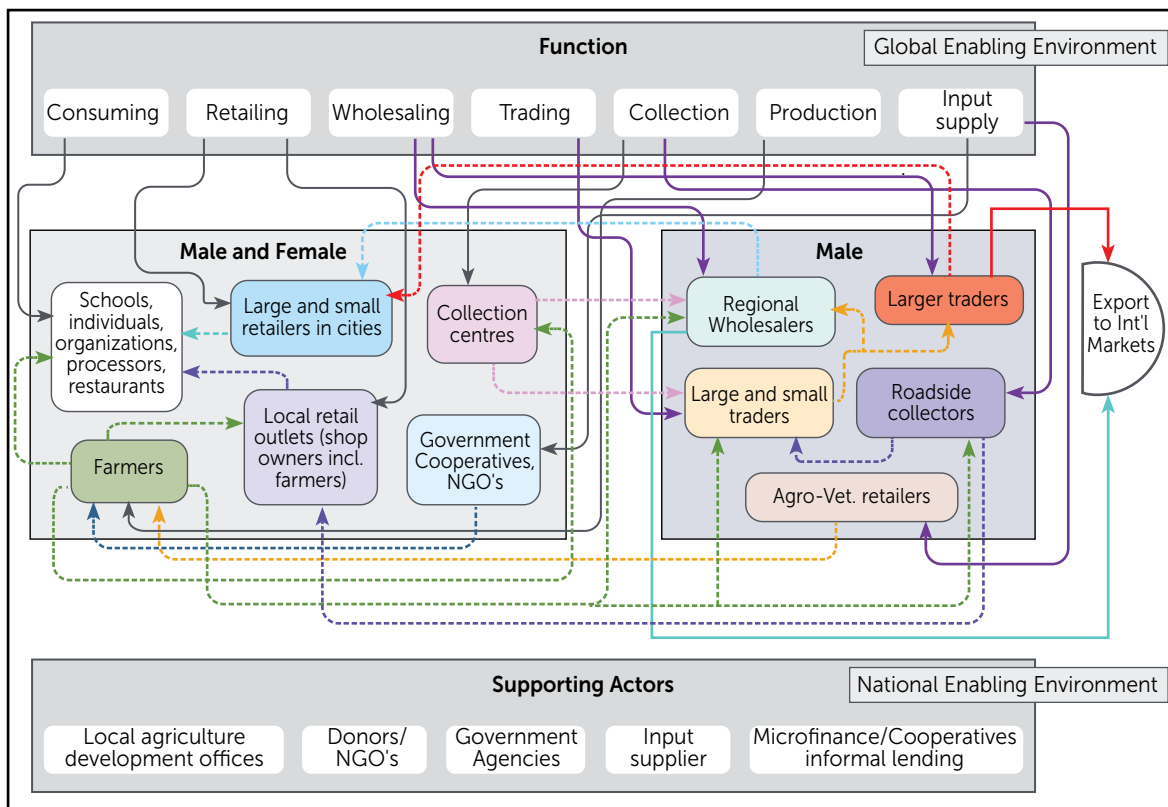 Function
Global Enabling Environment
Consuming
Retailing
Wholesaling
Trading
Collection
Production
Input
supply
Male and Female
Male
Schools,
individuals,
organizations,
processors,
restaurants
Large and small
retailers in cities
Collection
centres
Regional
Wholesalers
Larger traders
Export
to Int'l
Markets
Farmers
Local retail
outlets (shop
owners incl.
farmers)
Government
Cooperatives,
NGO's
Large and small
traders
Roadside
collectors
Agro-Vet. retailers
Supporting Actors
National Enabling Environment
Local agriculture
development offices
Donors/
NGO's
Government
Agencies
Input
supplier
Microfinance/Cooperatives
informal lending